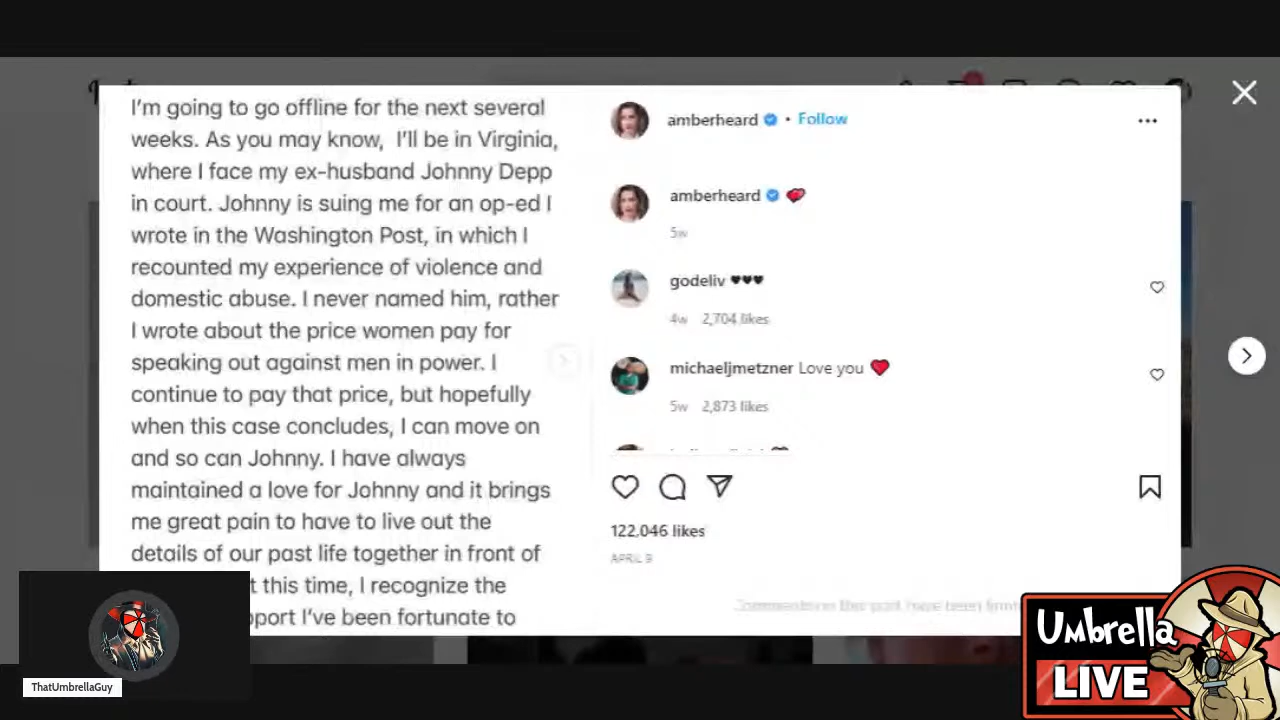 I'm going to go offline for the next several
weeks. As you may know, I'll be in Virginia,
where I face my ex-husband Johnny Depp
in court. Johnny is suing me for an op-ed I
wrote in the Washington Post, in which I
recounted my experience of violence and
domestic abuse. I never named him, rather
I wrote about the price women pay for
speaking out against men in power. I
continue to pay that price, but hopefully
when this case concludes, I can move on
and so can Johnny. I have always
maintained a love for Johnny and it brings
me great pain to have to live out the
details of our past life together in front of
t this time, I recognize the
pport I've been fortunate to
amberheard • Follow
amberheard
5w
godeliv ♥♥♥
4w 2,704 likes
michaeljmetzner Love you ❤️
5w 2,873 likes
122,046 likes
APRIL 9
Comments on this post have been limi
ThatUmbrellaGuy
Umbrella
LIVE